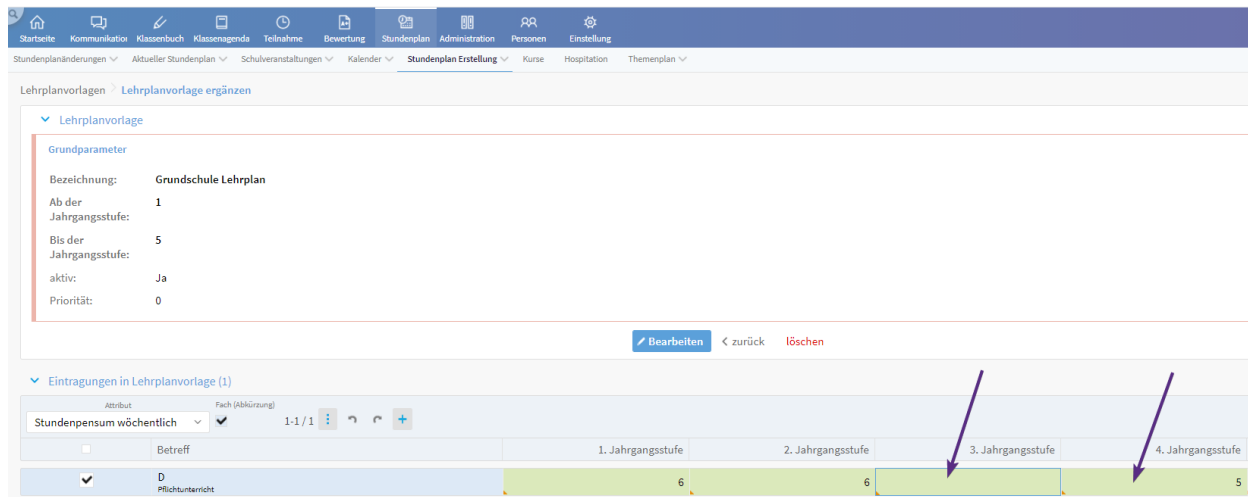 Startseite Kommunikation Klassenbuch Klassenagenda Teilnahme Bewertung Stundenplan Administration Personen Einstellung
Stundenplanänderungen Aktueller Stundenplan Schulveranstaltungen Kalender Stundenplan Erstellung Kurse Hospitation Themenplan
Lehrplanvorlagen Lehrplanvorlage ergänzen
Lehrplanvorlage
Grundparameter
Bezeichnung: Grundschule Lehrplan
Ab der 1
Jahrgangsstufe:
Bis der 5
Jahrgangsstufe:
aktiv: Ja
Priorität: 0
Bearbeiten < zurück löschen
Eintragungen in Lehrplanvorlage (1)
Attribut Fach (Abkürzung)
Stundenpensum wöchentlich 1-1 / 1 +
Betreff 1. Jahrgangsstufe 2. Jahrgangsstufe 3. Jahrgangsstufe 4. Jahrgangsstufe
D 6 6 5
Pflichtunterricht